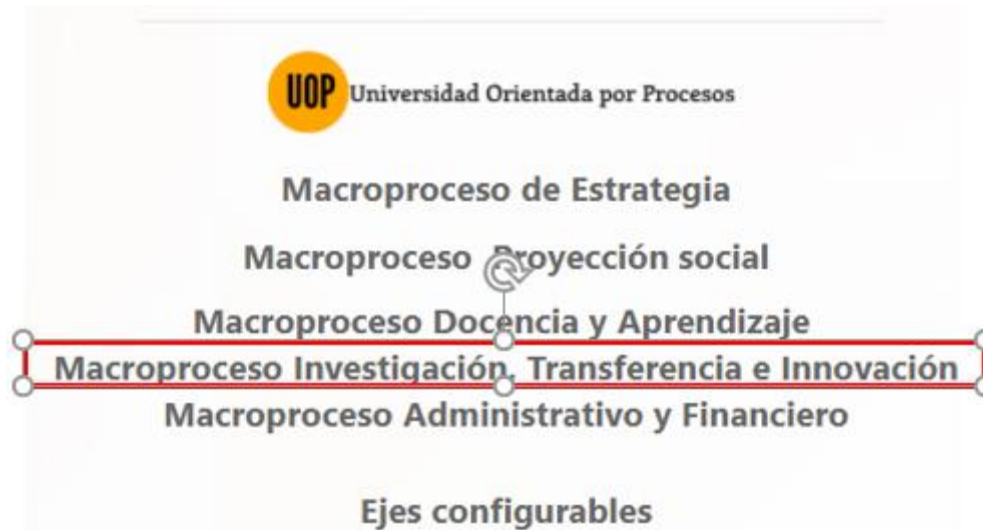 UOP Universidad Orientada por Procesos
Macroproceso de Estrategia
Macroproceso Proyección social
Macroproceso Docencia y Aprendizaje
Macroproceso Investigación, Transferencia e Innovación
Macroproceso Administrativo y Financiero
Ejes configurables